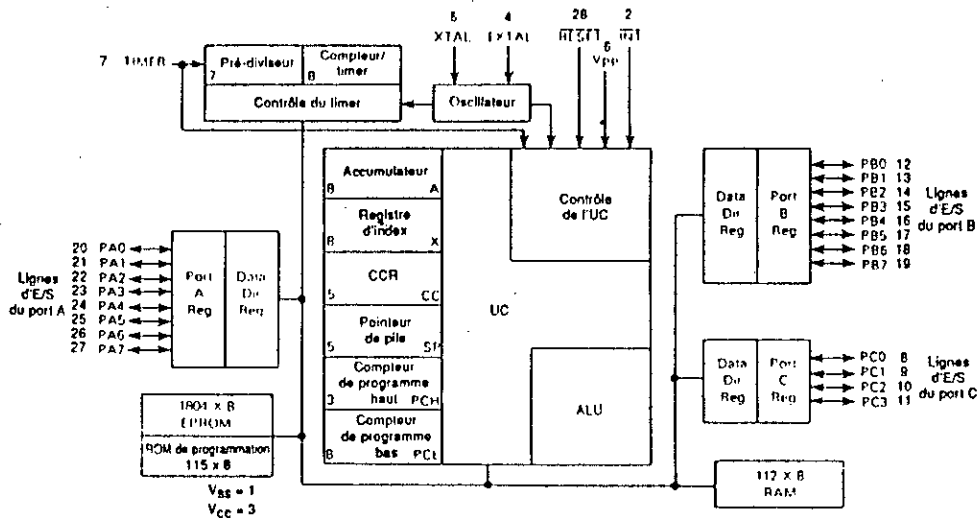 5 4 28 2
XTAL EXTAL RESET INT
6
Vpp
7 TIMER
Pré-diviseur
7
Compteur/
timer
8
Contrôle du timer
Oscillateur
Accumulateur
8 A
Registre
d'index
8 X
CCR
5 CC
Pointeur
de pile
5 SP
Compteur
de programme
haut
3 PCH
Compteur
de programme
bas
8 PCL
UC
Contrôle
de l'UC
ALU
Lignes
d'E/S
du port A
20 PA0
21 PA1
22 PA2
23 PA3
24 PA4
25 PA5
26 PA6
27 PA7
Port
A
Reg
Data
Dir
Reg
Data
Dir
Reg
Port
B
Reg
PB0 12
PB1 13
PB2 14
PB3 15
PB4 16
PB5 17
PB6 18
PB7 19
Lignes
d'E/S
du port B
Data
Dir
Reg
Port
C
Reg
PC0 8
PC1 9
PC2 10
PC3 11
Lignes
d'E/S
du port C
1804 × 8
EPROM
ROM de programmation
115 × 8
VSS = 1
VCC = 3
112 × 8
RAM